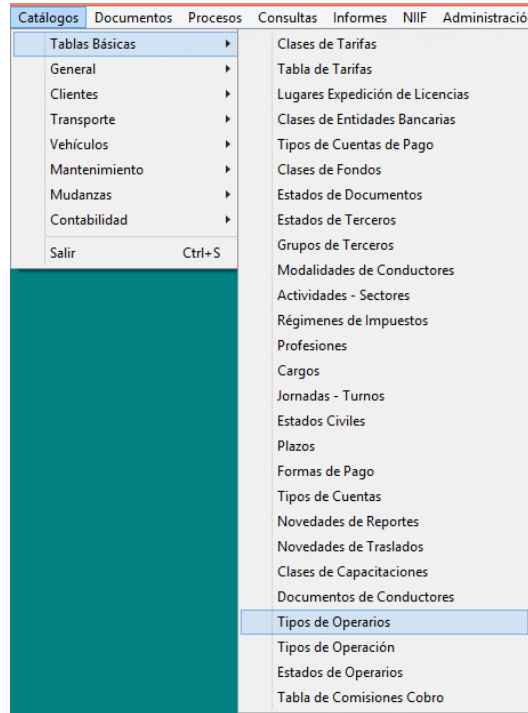 Catálogos Documentos Procesos Consultas Informes NIIF Administració
Tablas Básicas
General
Clientes
Transporte
Vehículos
Mantenimiento
Mudanzas
Contabilidad
Salir Ctrl+S
Clases de Tarifas
Tabla de Tarifas
Lugares Expedición de Licencias
Clases de Entidades Bancarias
Tipos de Cuentas de Pago
Clases de Fondos
Estados de Documentos
Estados de Terceros
Grupos de Terceros
Modalidades de Conductores
Actividades - Sectores
Régimenes de Impuestos
Profesiones
Cargos
Jornadas - Turnos
Estados Civiles
Plazos
Formas de Pago
Tipos de Cuentas
Novedades de Reportes
Novedades de Traslados
Clases de Capacitaciones
Documentos de Conductores
Tipos de Operarios
Tipos de Operación
Estados de Operarios
Tabla de Comisiones Cobro